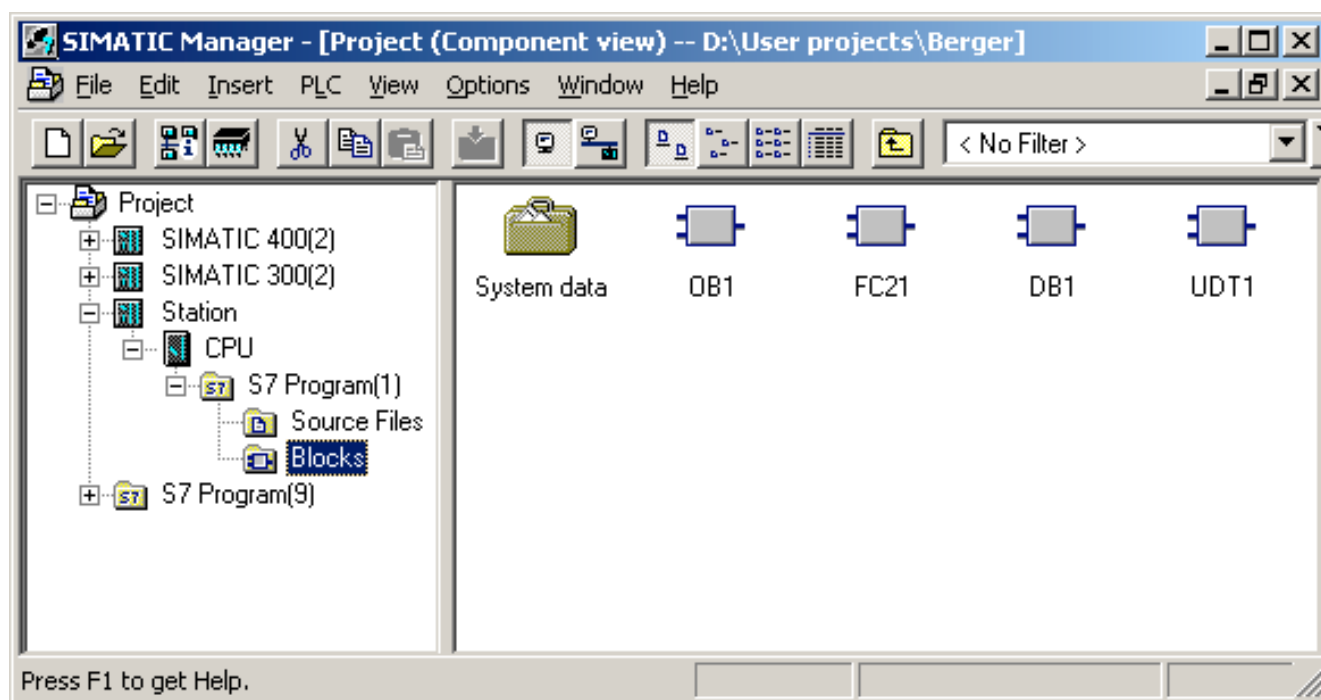 SIMATIC Manager - [Project (Component view) -- D:\User projects\Berger]
File Edit Insert PLC View Options Window Help
< No Filter >
Project
SIMATIC 400(2)
SIMATIC 300(2)
Station
CPU
S7 Program(1)
Source Files
Blocks
S7 Program(9)
System data OB1 FC21 DB1 UDT1
Press F1 to get Help.